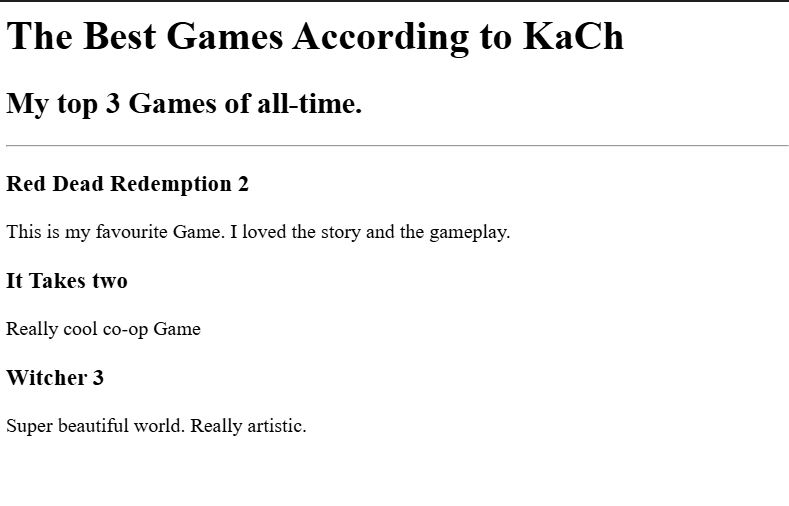 The Best Games According to KaCh
My top 3 Games of all-time.
Red Dead Redemption 2
This is my favourite Game. I loved the story and the gameplay.
It Takes two
Really cool co-op Game
Witcher 3
Super beautiful world. Really artistic.